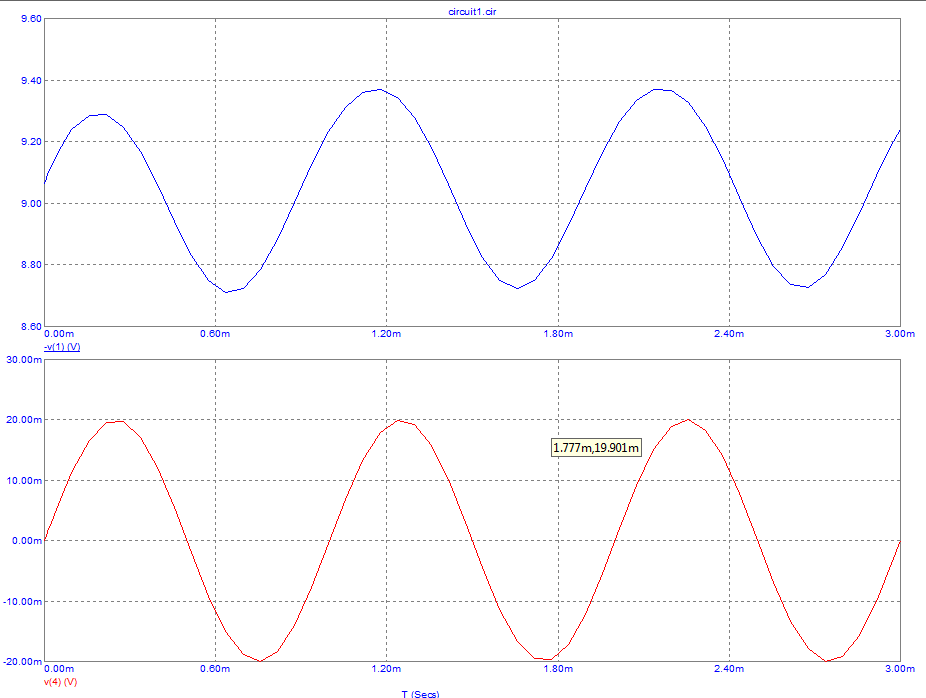 circuit1.cir
9.60
9.40
9.20
9.00
8.80
8.60
0.00m 0.60m 1.20m 1.80m 2.40m 3.00m
-v(1) (V)
30.00m
20.00m
1.777m,19.901m
10.00m
0.00m
-10.00m
-20.00m
0.00m 0.60m 1.20m 1.80m 2.40m 3.00m
v(4) (V)
T (Secs)